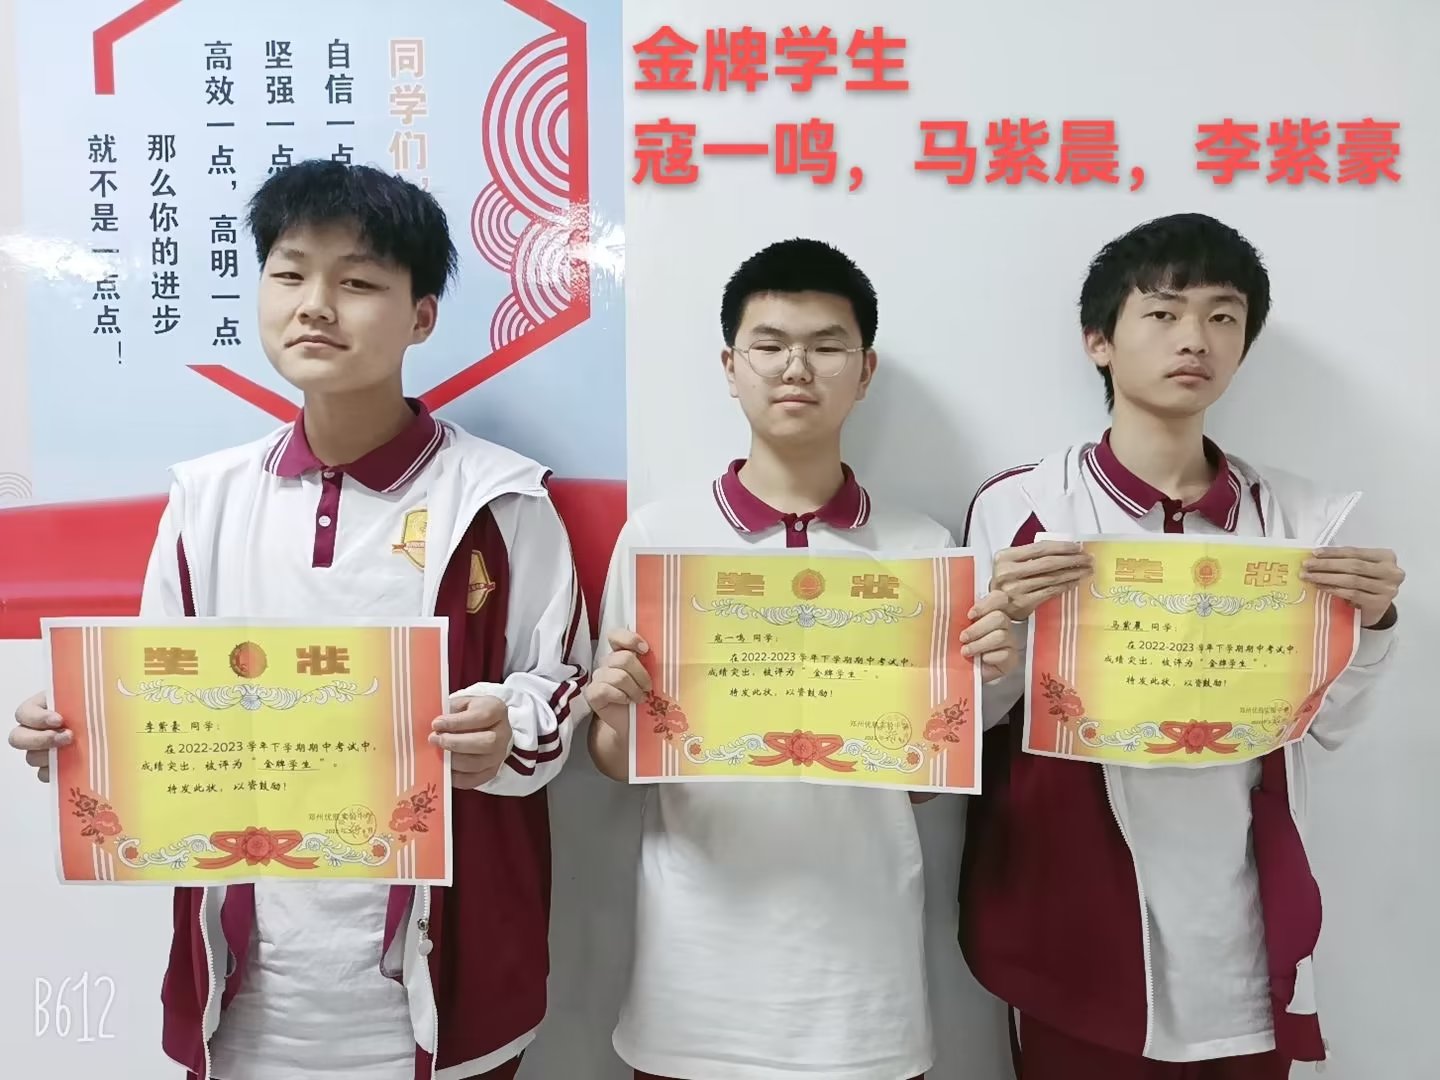 金牌学生
寇一鸣，马紫晨，李紫豪
同学们，
自信一点
坚强一点
高效一点，高明一点
那么你的进步
就不是一点点！
奖状
李紫豪 同学：
在2022-2023学年下学期期中考试中，
成绩突出，被评为“金牌学生”。
特发此状，以资鼓励！
奖状
寇一鸣 同学：
在2022-2023学年下学期期中考试中，
成绩突出，被评为“金牌学生”。
特发此状，以资鼓励！
奖状
马紫晨 同学：
在2022-2023学年下学期期中考试中，
成绩突出，被评为“金牌学生”。
特发此状，以资鼓励！
B612